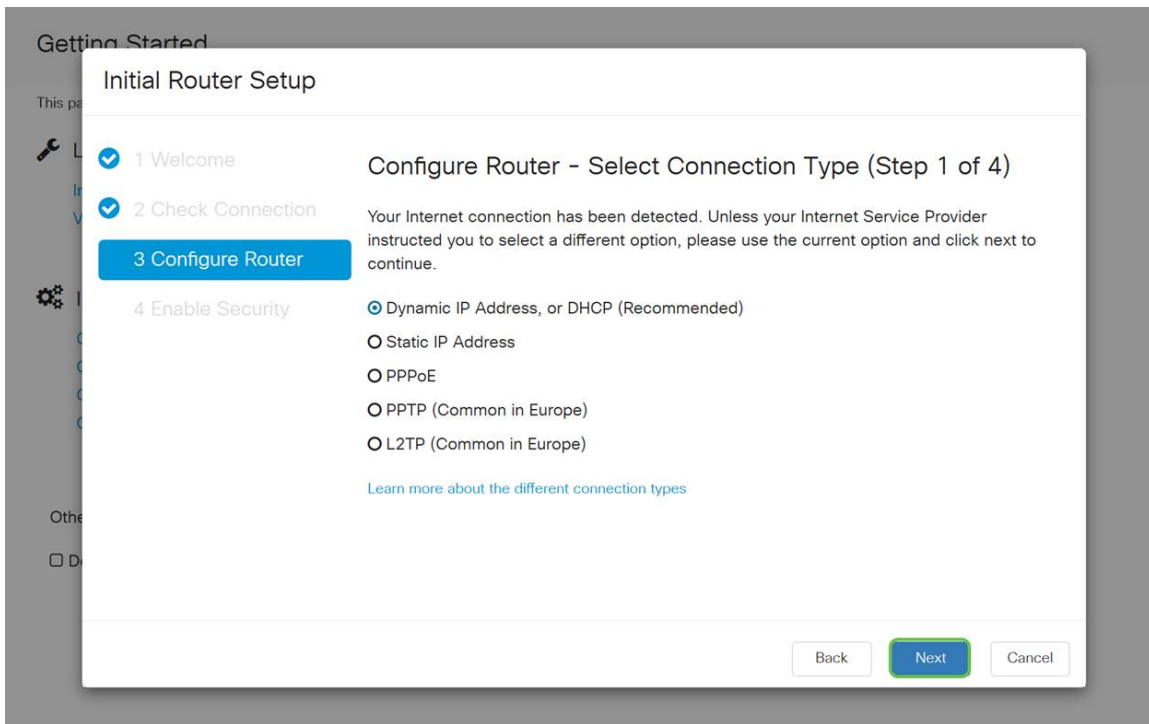 Getting Started
Initial Router Setup
This pa
1 Welcome
2 Check Connection
3 Configure Router
4 Enable Security
Configure Router - Select Connection Type (Step 1 of 4)
Your Internet connection has been detected. Unless your Internet Service Provider
instructed you to select a different option, please use the current option and click next to
continue.
Dynamic IP Address, or DHCP (Recommended)
Static IP Address
PPPoE
PPTP (Common in Europe)
L2TP (Common in Europe)
Learn more about the different connection types
Othe
Back
Next
Cancel